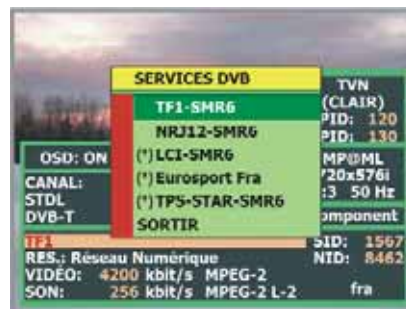 SERVICES DVB
TF1-SMR6
NRJ12-SMR6
(*)LCI-SMR6
(*)Eurosport Fra
(*)TPS-STAR-SMR6
SORTIR
TVN
(CLAIR)
PID: 120
PID: 130
OSD: ON
MP@ML
720x576i
:3 50 Hz
CANAL:
STDL
DVB-T
omponent
TF1
SID: 1567
RES.: Réseau Numérique
NID: 8462
VIDÉO: 4200 kbit/s MPEG-2
SON: 256 kbit/s MPEG-2 L-2 fra